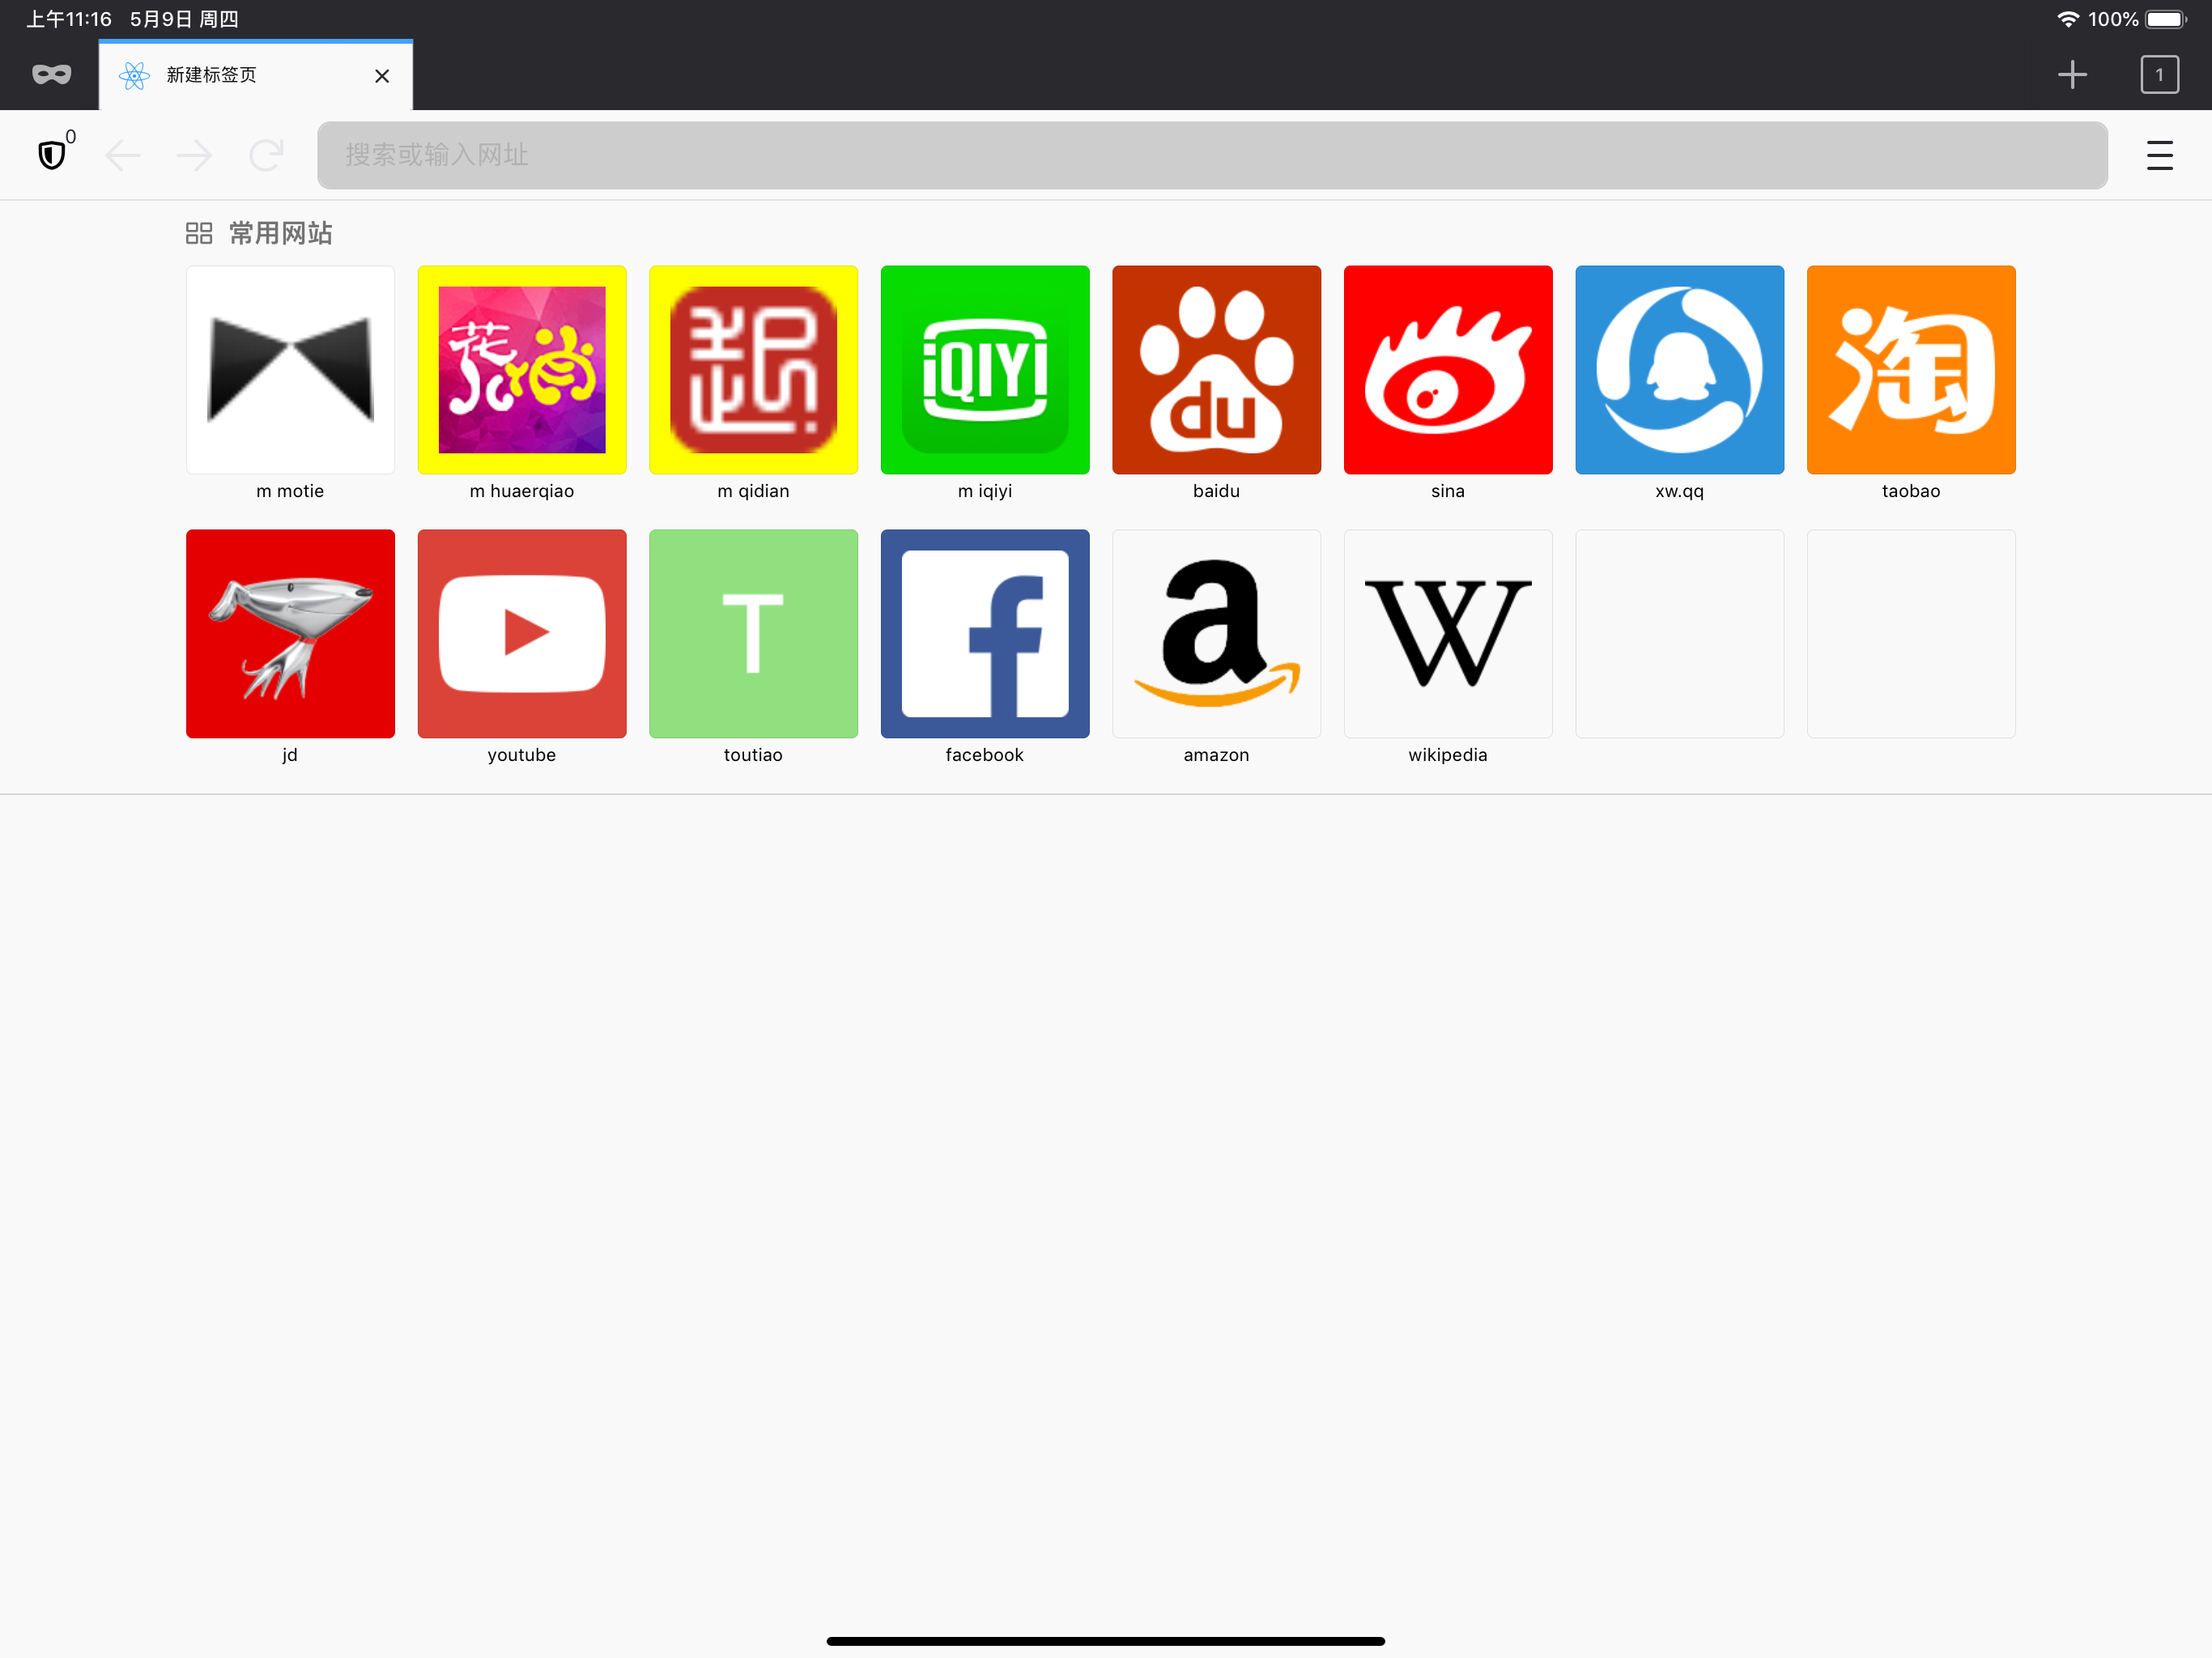 上午11:16 5月9日 周四
100%
新建标签页
1
0
搜索或输入网址
常用网站
花俏
iQIYI
du
淘
m motie
m huaerqiao
m qidian
m iqiyi
baidu
sina
xw.qq
taobao
T
f
a
W
jd
youtube
toutiao
facebook
amazon
wikipedia